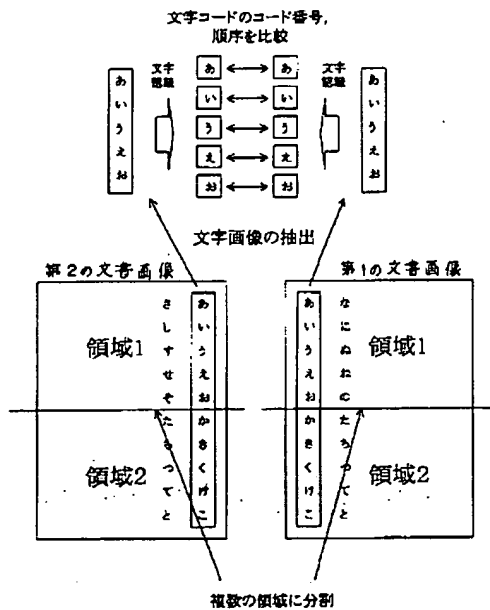 文字コードのコード番号,
順序を比較
あいうえお
文字
認識
あ あ
い い
う う
え え
お お
文字
認識
あいうえお
文字画像の抽出
第2の文書画像
第1の文書画像
あいうえおかきくけこ
さしすせそたちつてと
領域1
領域2
なにぬねのたちつてと
あいうえおかきくけこ
領域1
領域2
複数の領域に分割